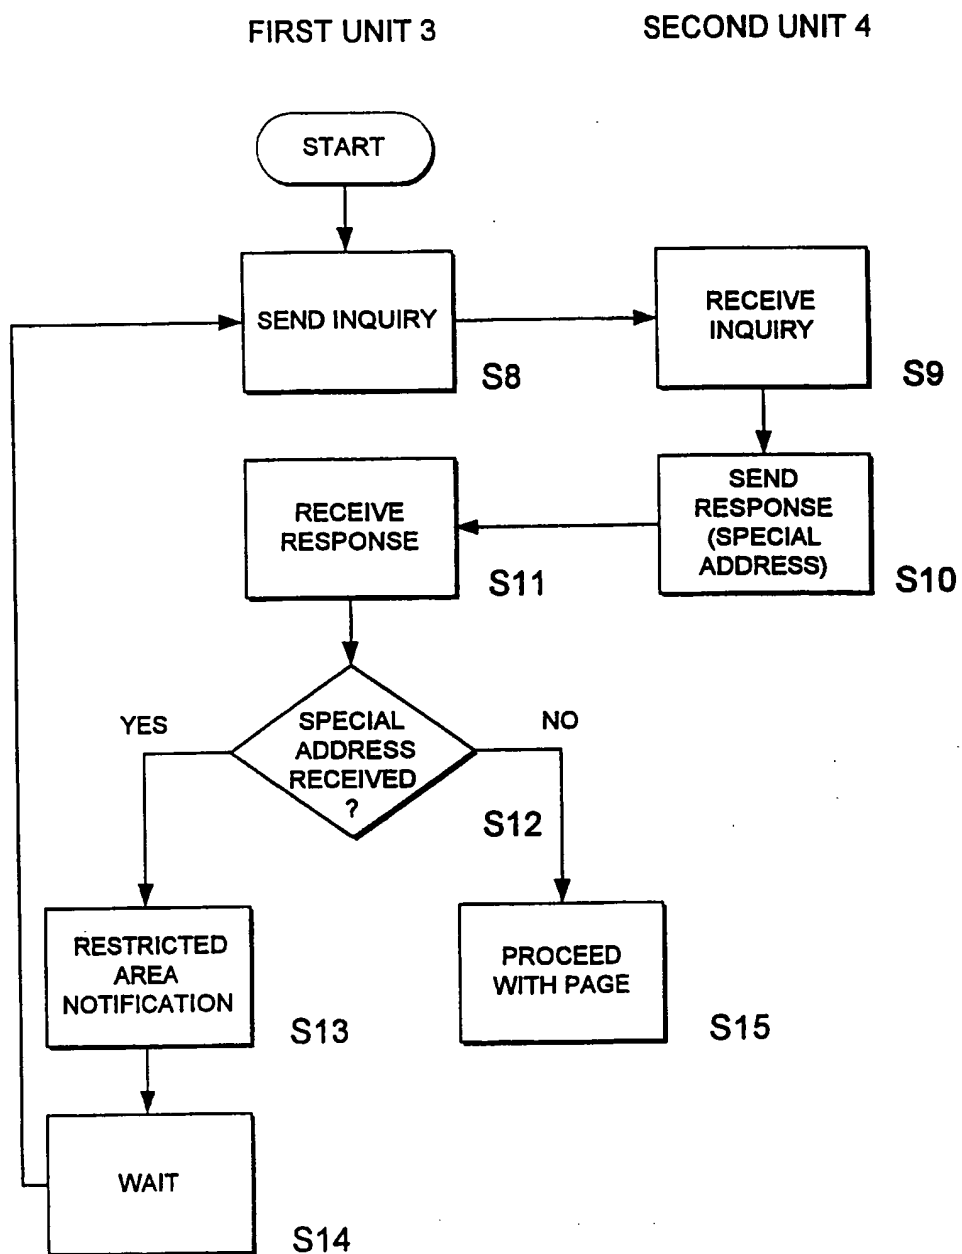 FIRST UNIT 3
SECOND UNIT 4
START
SEND INQUIRY
S8
RECEIVE
INQUIRY
S9
RECEIVE
RESPONSE
S11
SEND
RESPONSE
(SPECIAL
ADDRESS)
S10
YES
SPECIAL
ADDRESS
RECEIVED
?
NO
S12
RESTRICTED
AREA
NOTIFICATION
S13
PROCEED
WITH PAGE
S15
WAIT
S14